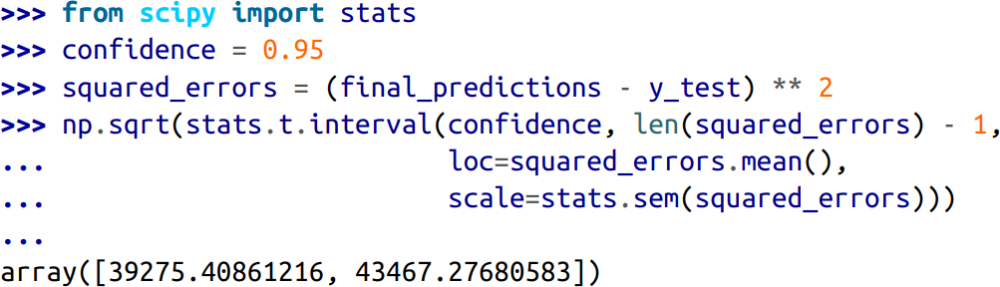 >>> from scipy import stats
>>> confidence = 0.95
>>> squared_errors = (final_predictions - y_test) ** 2
>>> np.sqrt(stats.t.interval(confidence, len(squared_errors) - 1,
...                          loc=squared_errors.mean(),
...                          scale=stats.sem(squared_errors)))
...
array([39275.40861216, 43467.27680583])